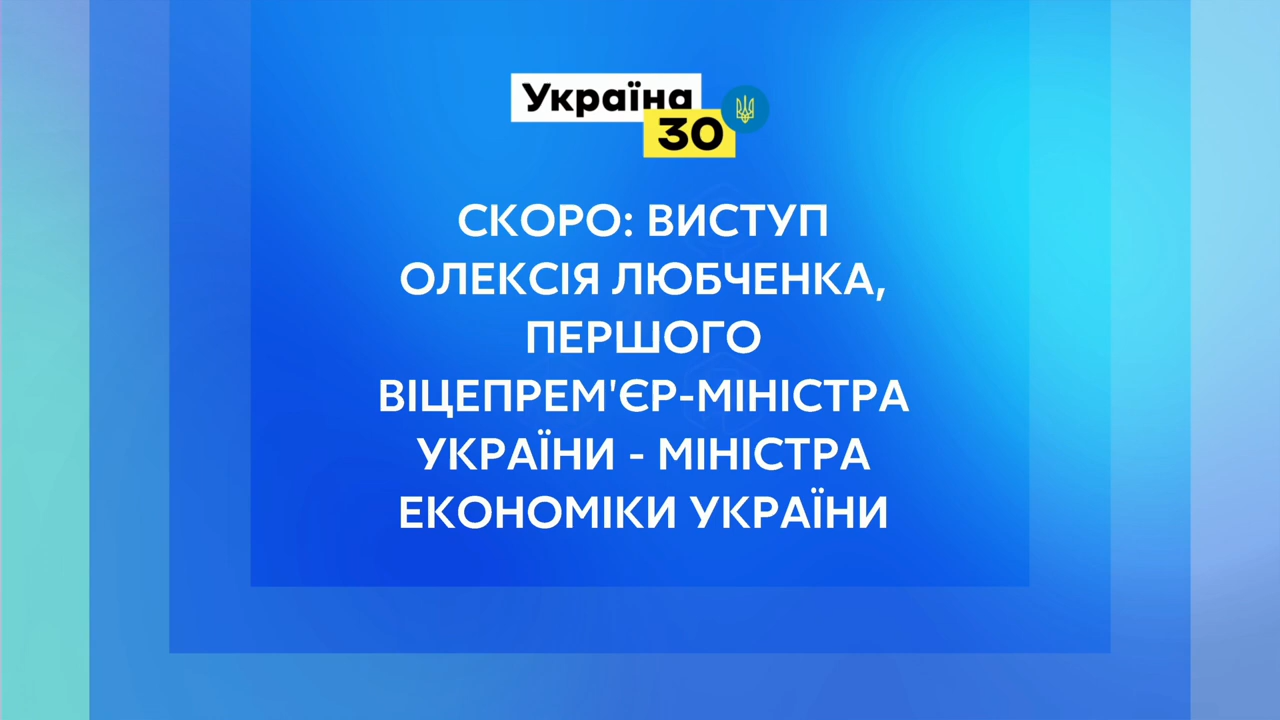 Україна
30
СКОРО: ВИСТУП
ОЛЕКСІЯ ЛЮБЧЕНКА,
ПЕРШОГО
ВІЦЕПРЕМ'ЄР-МІНІСТРА
УКРАЇНИ - МІНІСТРА
ЕКОНОМІКИ УКРАЇНИ